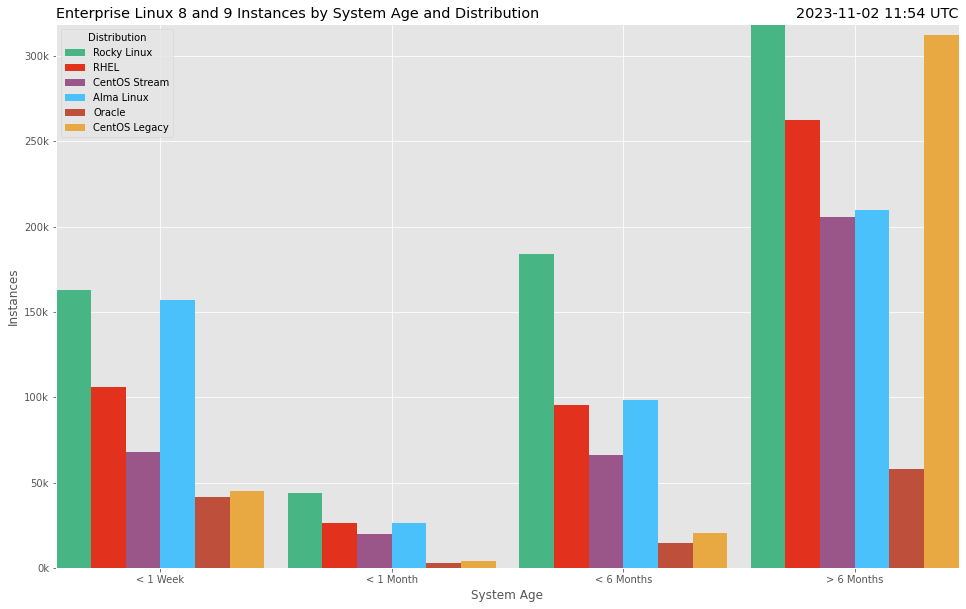 Enterprise Linux 8 and 9 Instances by System Age and Distribution
2023-11-02 11:54 UTC
Distribution
Rocky Linux
RHEL
CentOS Stream
Alma Linux
Oracle
CentOS Legacy
300k
250k
200k
150k
100k
50k
0k
Instances
< 1 Week
< 1 Month
< 6 Months
> 6 Months
System Age